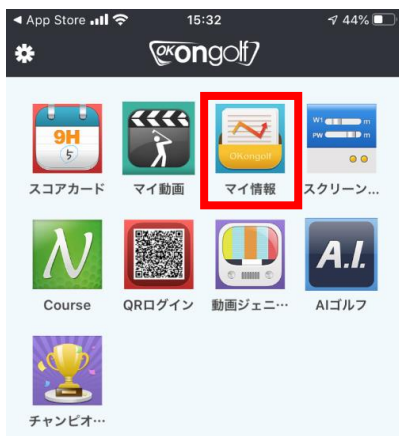 App Store 15:32 44%
OKongolf
9H
5
OKongolf
W1 m
PW m
スコアカード マイ動画 マイ情報 スクリーン...
N A.I.
Course QRログイン 動画ジェニ… AIゴルフ
チャンピオ…